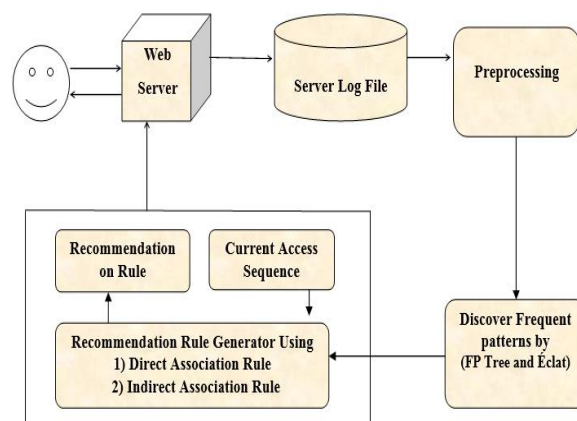 Web
Server
Server Log File
Preprocessing
Recommendation
on Rule
Current Access
Sequence
Recommendation Rule Generator Using
1) Direct Association Rule
2) Indirect Association Rule
Discover Frequent
patterns by
(FP Tree and Éclat)